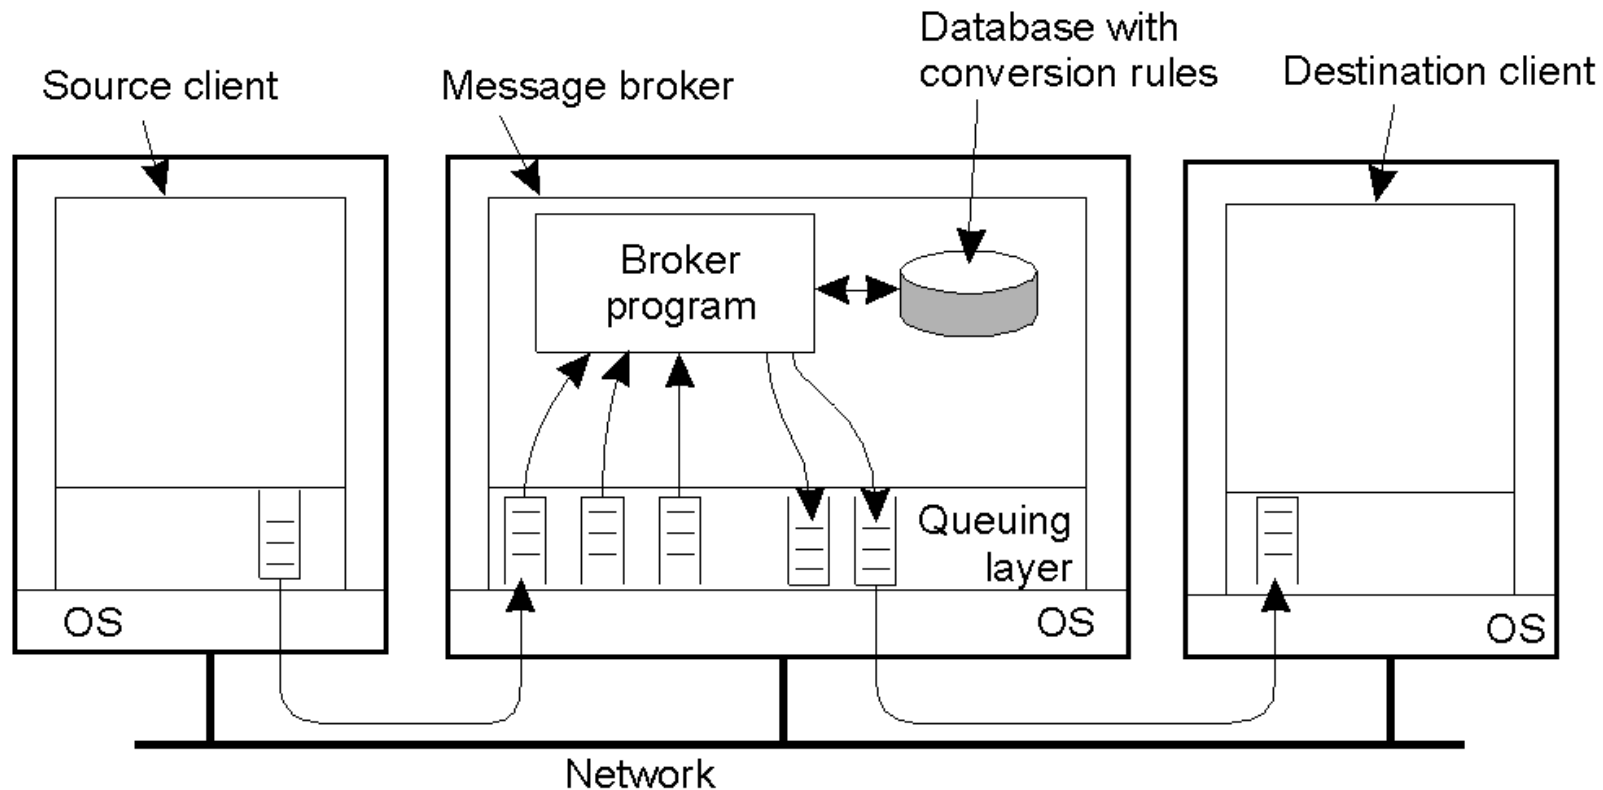 Source client
Message broker
Database with
conversion rules
Destination client
Broker
program
Queuing
layer
OS
OS
OS
Network